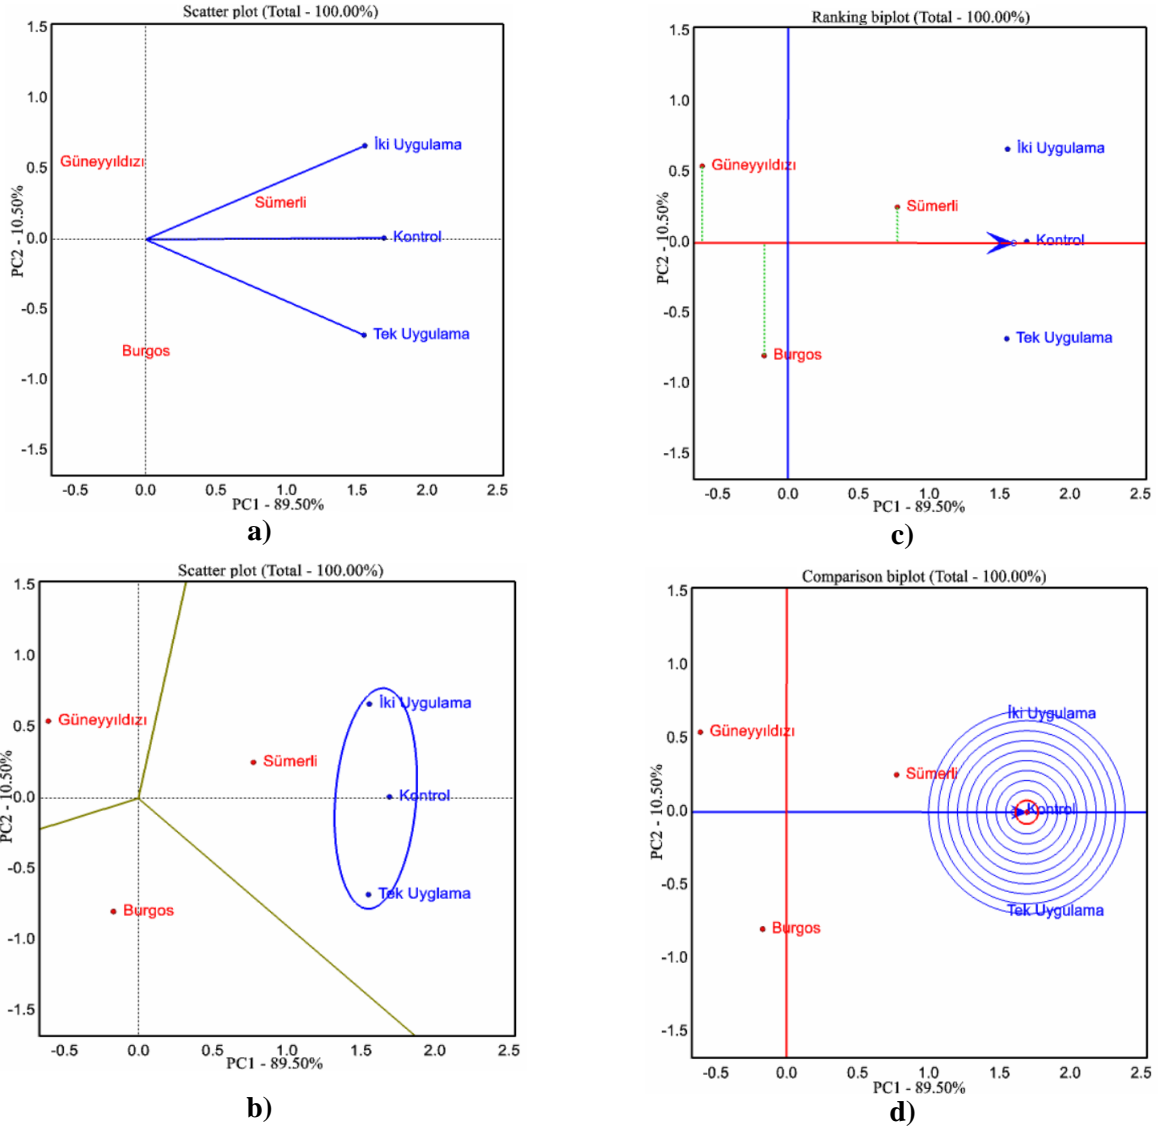 Scatter plot (Total - 100.00%)
1.5
1.0
0.5
0.0
-0.5
-1.0
-1.5
PC2 - 10.50%
Güneyyıldızı
Sümerli
Burgos
İki Uygulama
Kontrol
Tek Uygulama
-0.5 0.0 0.5 1.0 1.5 2.0 2.5
PC1 - 89.50%
a)
Ranking biplot (Total - 100.00%)
1.5
1.0
0.5
0.0
-0.5
-1.0
-1.5
PC2 - 10.50%
Güneyyıldızı
Sümerli
Burgos
İki Uygulama
Kontrol
Tek Uygulama
-0.5 0.0 0.5 1.0 1.5 2.0 2.5
PC1 - 89.50%
c)
Scatter plot (Total - 100.00%)
1.5
1.0
0.5
0.0
-0.5
-1.0
-1.5
PC2 - 10.50%
Güneyyıldızı
Sümerli
Burgos
İki Uygulama
Kontrol
Tek Uyglama
-0.5 0.0 0.5 1.0 1.5 2.0 2.5
PC1 - 89.50%
b)
Comparison biplot (Total - 100.00%)
1.5
1.0
0.5
0.0
-0.5
-1.0
-1.5
PC2 - 10.50%
Güneyyıldızı
Sümerli
Burgos
İki Uygulama
Kontrol
Tek Uygulama
-0.5 0.0 0.5 1.0 1.5 2.0 2.5
PC1 - 89.50%
d)